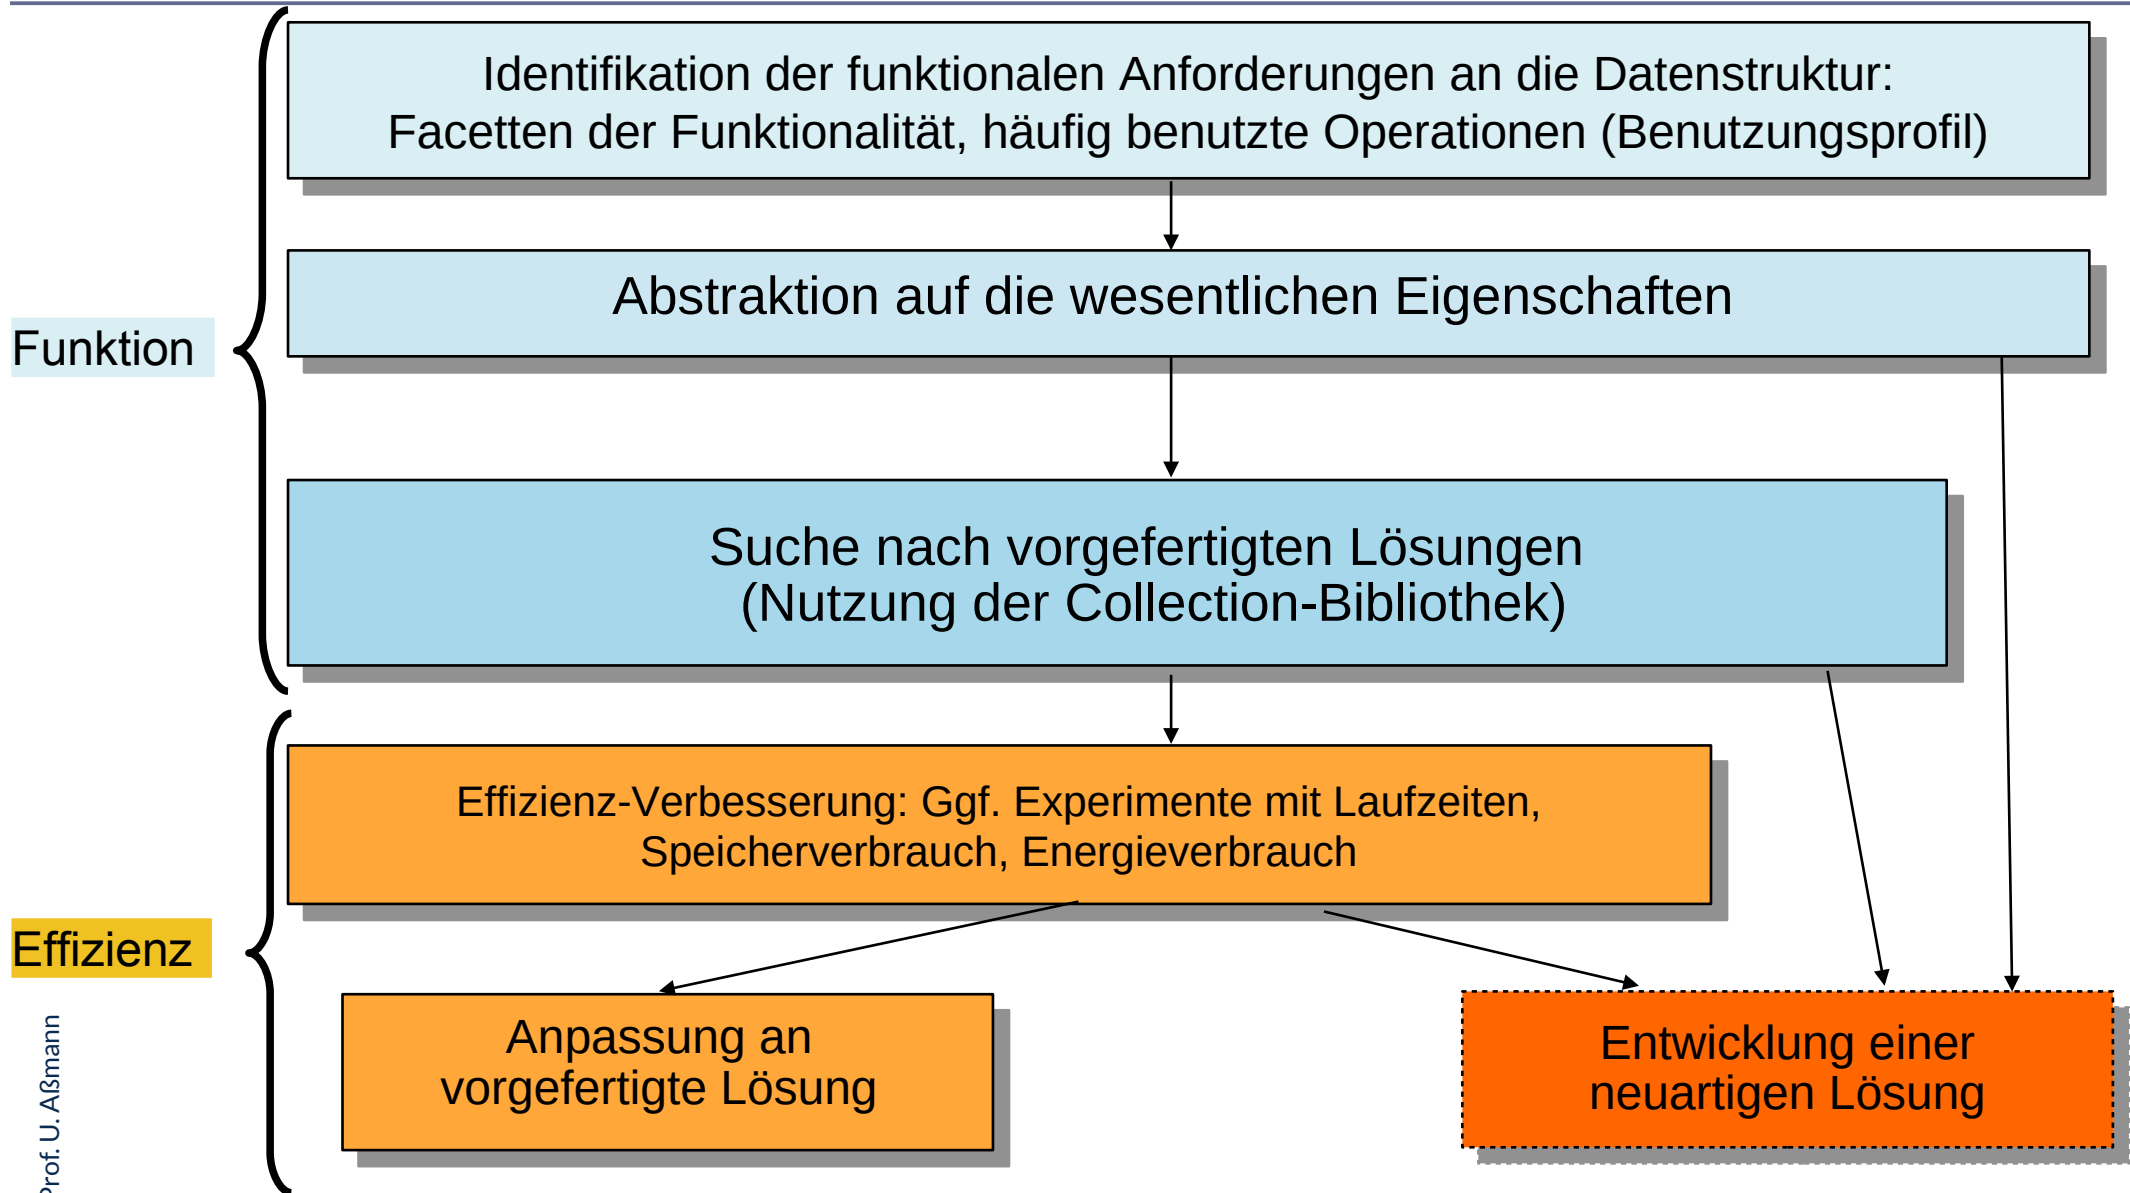 Identifikation der funktionalen Anforderungen an die Datenstruktur:
Facetten der Funktionalität, häufig benutzte Operationen (Benutzungsprofil)
Abstraktion auf die wesentlichen Eigenschaften
Funktion
Suche nach vorgefertigten Lösungen
(Nutzung der Collection-Bibliothek)
Effizienz-Verbesserung: Ggf. Experimente mit Laufzeiten,
Speicherverbrauch, Energieverbrauch
Effizienz
Anpassung an
vorgefertigte Lösung
Entwicklung einer
neuartigen Lösung
Prof. U. Aßmann